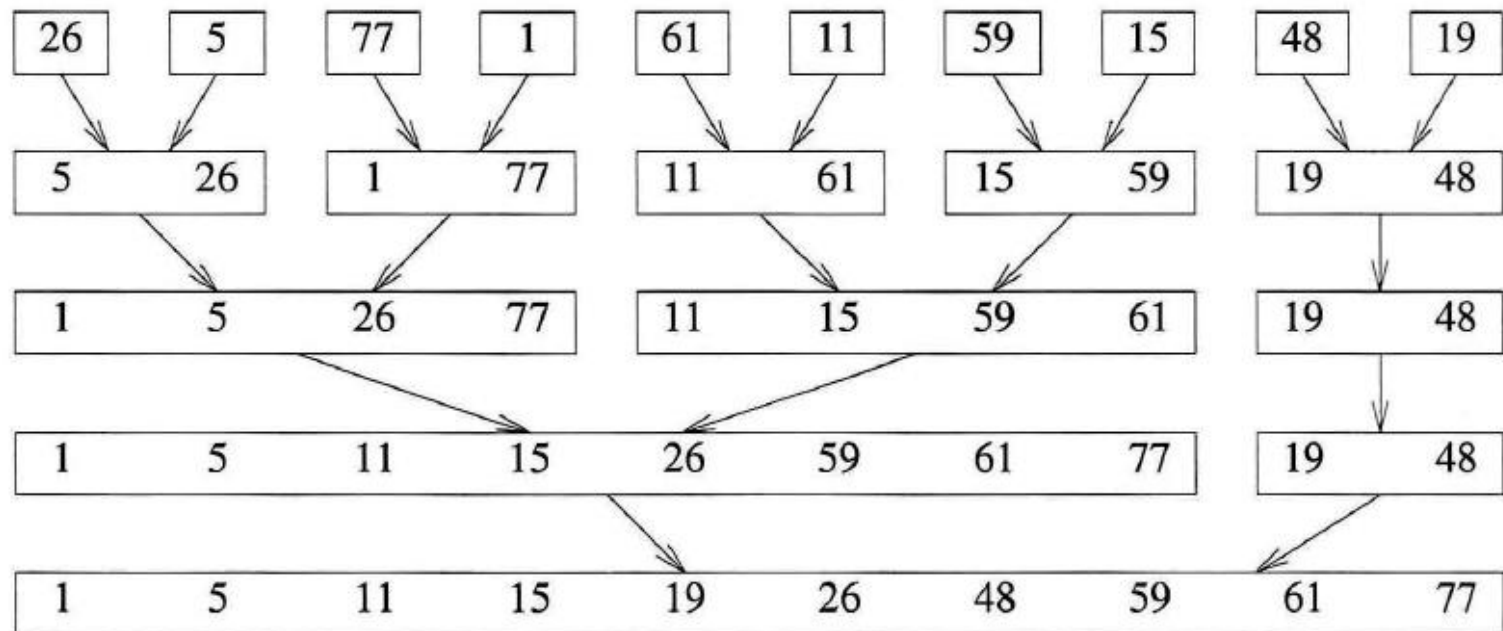 26 5 77 1 61 11 59 15 48 19
5 26 1 77 11 61 15 59 19 48
1 5 26 77 11 15 59 61 19 48
1 5 11 15 26 59 61 77 19 48
1 5 11 15 19 26 48 59 61 77